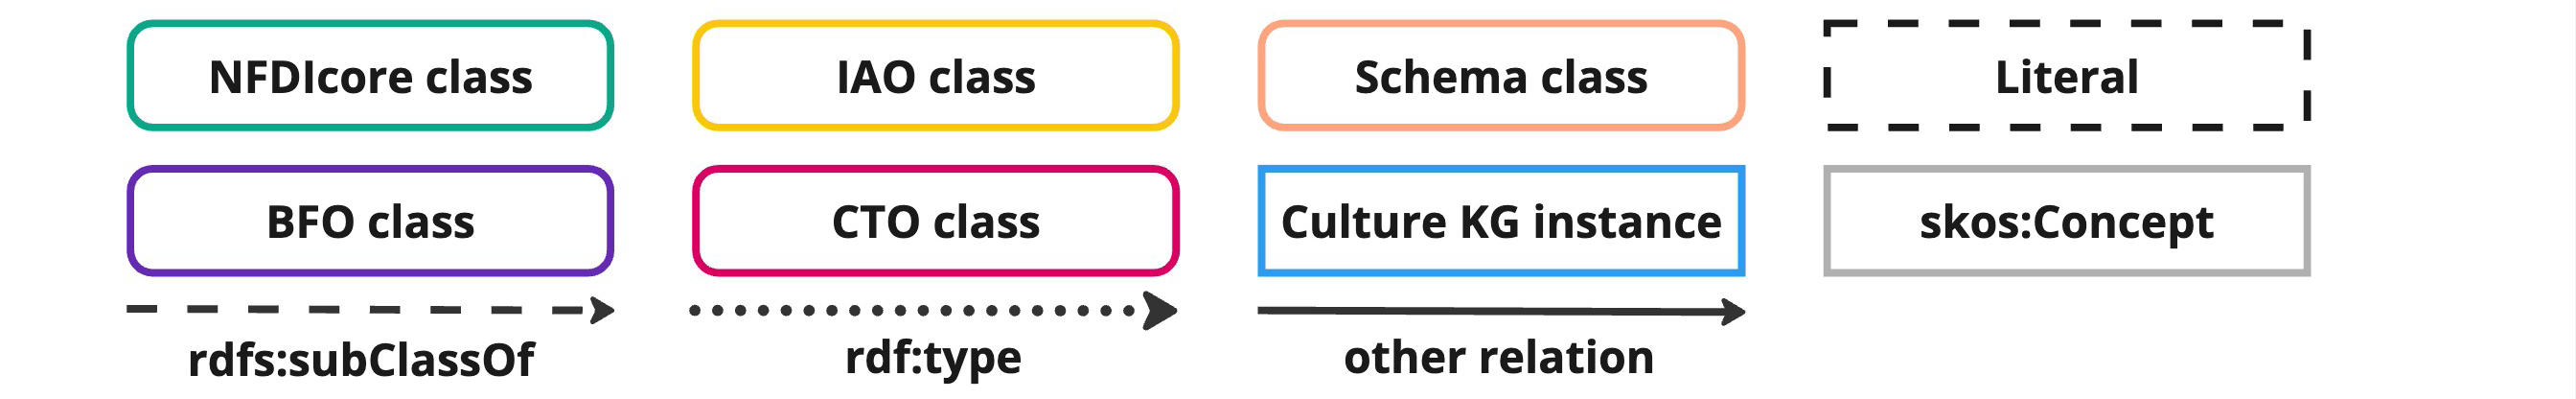 NFDIcore class
IAO class
Schema class
Literal
BFO class
CTO class
Culture KG instance
skos:Concept
rdfs:subClassOf
rdf:type
other relation